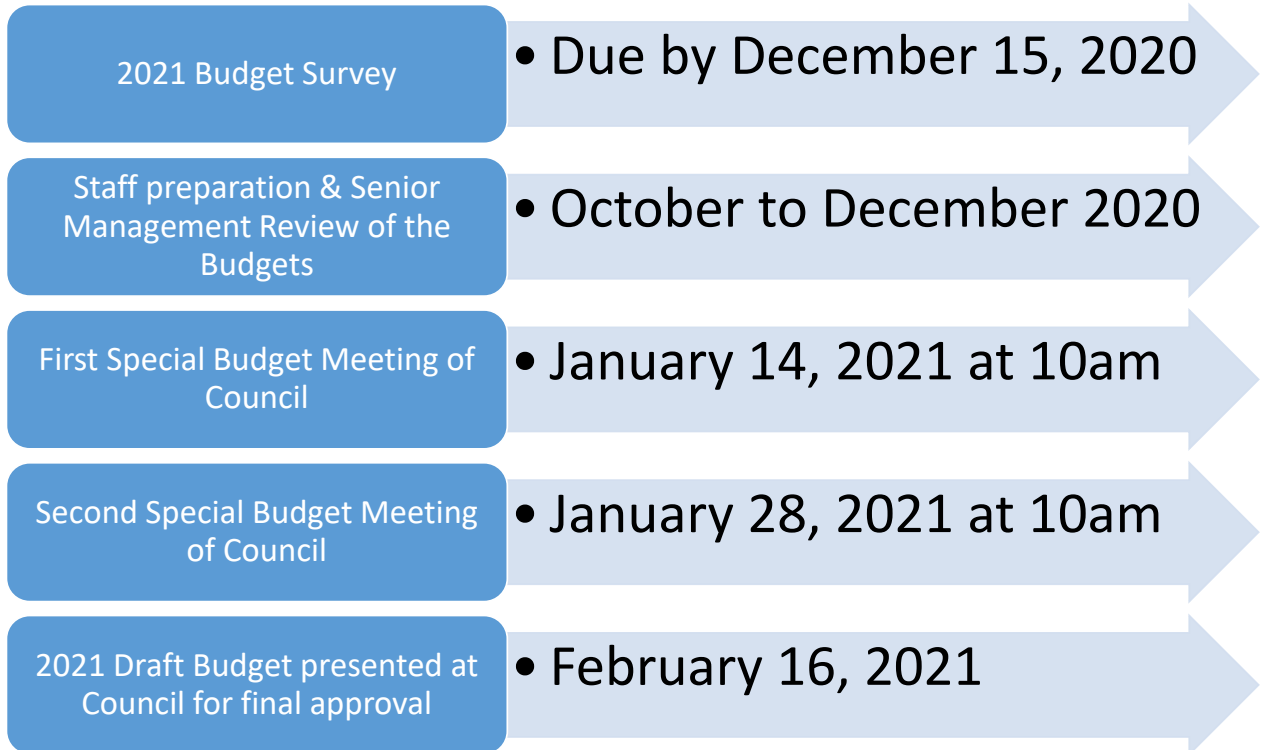 2021 Budget Survey
• Due by December 15, 2020
Staff preparation & Senior
Management Review of the
Budgets
• October to December 2020
First Special Budget Meeting of
Council
• January 14, 2021 at 10am
Second Special Budget Meeting
of Council
• January 28, 2021 at 10am
2021 Draft Budget presented at
Council for final approval
• February 16, 2021